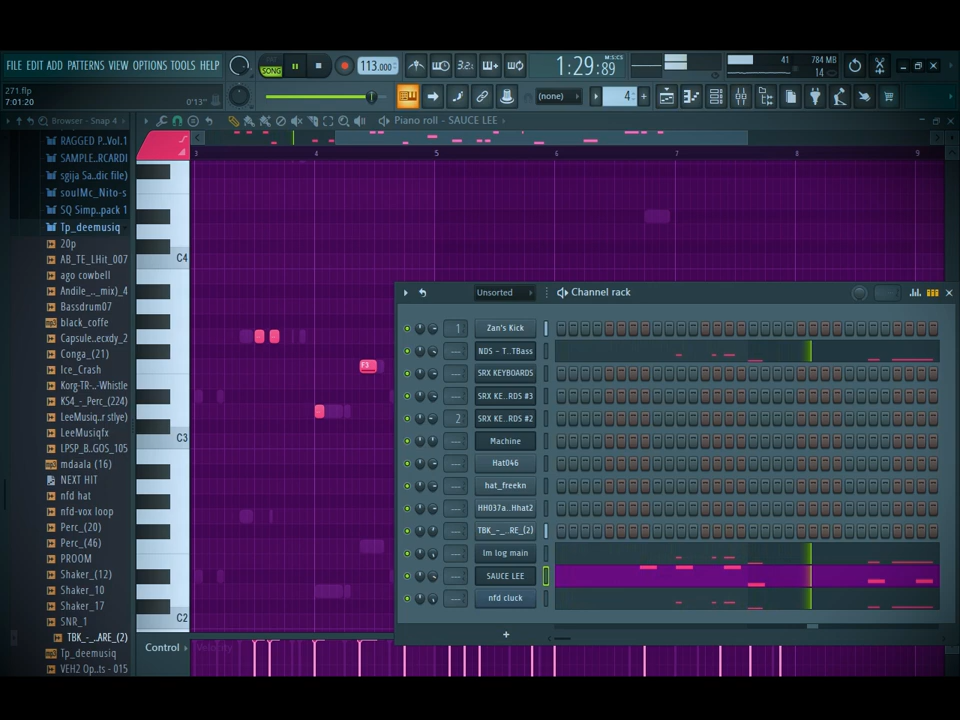 FILE EDIT ADD PATTERNS VIEW OPTIONS TOOLS HELP
SONG
113.000
3.2.
1:29:89
M:S:CS
41
784 MB
14
271.flp
7:01:20
0'13"
(none)
4
Browser - Snap 4
Piano roll - SAUCE LEE
RAGGED P..Vol.1
SAMPLE..RCARDI
sgija Sa..dic file)
soulMc_Nito-s
SQ Simp..pack 1
Tp_deemusiq
20p
AB_TE_LHit_007
ago cowbell
Andile_.._mix)_4
Bassdrum07
black_coffe
Capsule..ecxdy_2
Conga_(21)
Ice_Crash
Korg-TR-..-Whistle
KS4_-_Perc_(224)
LeeMusiq..r stlye)
LeeMusiqfx
LPSP_B..GOS_105
mdaala (16)
NEXT HIT
nfd hat
nfd-vox loop
Perc_(20)
Perc_(46)
PROOM
Shaker_(12)
Shaker_10
Shaker_17
SNR_1
TBK_-_..ARE_(2)
Tp_deemusiq
VEH2 Op..ts - 015
3 4 5 6 7 8 9
C4
C3
C2
F3
Control
Velocity
Unsorted
Channel rack
1 Zan's Kick
NDS - T...TBass
SRX KEYBOARDS
SRX KE..RDS #3
2 SRX KE..RDS #2
Machine
Hat046
hat_freekn
HH037a..Hhat2
TBK_-_..RE_(2)
lm log main
SAUCE LEE
nfd cluck
+